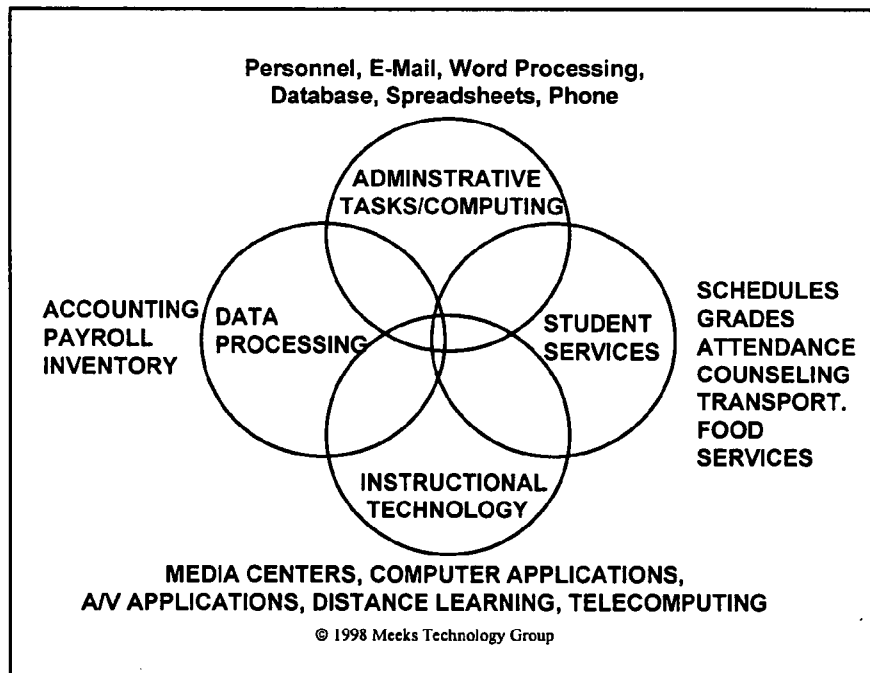 Personnel, E-Mail, Word Processing,
Database, Spreadsheets, Phone
ADMINSTRATIVE
TASKS/COMPUTING
ACCOUNTING
PAYROLL
INVENTORY
DATA
PROCESSING
STUDENT
SERVICES
SCHEDULES
GRADES
ATTENDANCE
COUNSELING
TRANSPORT.
FOOD
SERVICES
INSTRUCTIONAL
TECHNOLOGY
MEDIA CENTERS, COMPUTER APPLICATIONS,
A/V APPLICATIONS, DISTANCE LEARNING, TELECOMPUTING
© 1998 Meeks Technology Group